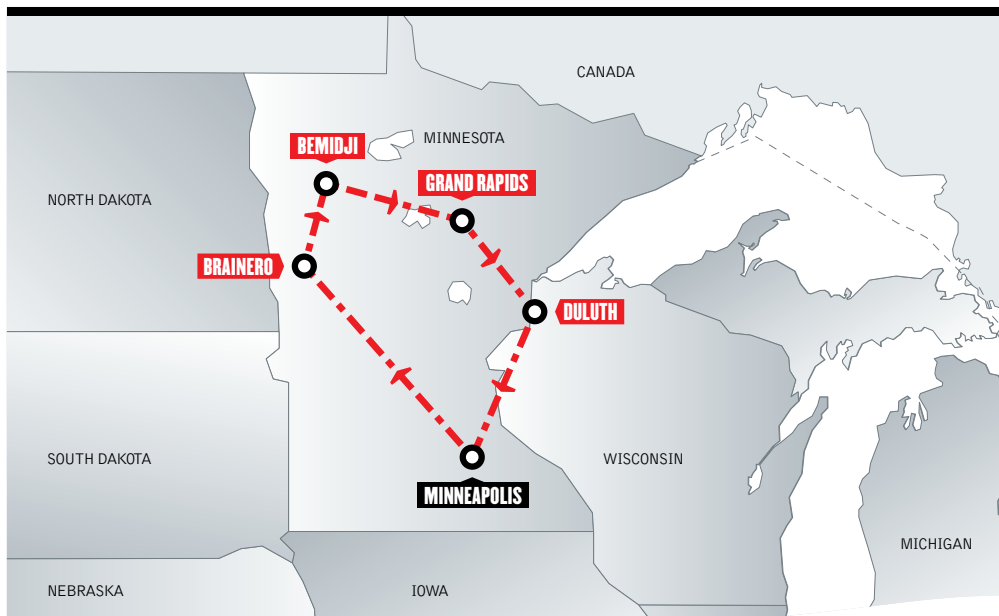 CANADA
MINNESOTA
BEMIDJI
GRAND RAPIDS
NORTH DAKOTA
BRAINERO
DULUTH
SOUTH DAKOTA
WISCONSIN
MINNEAPOLIS
MICHIGAN
NEBRASKA
IOWA